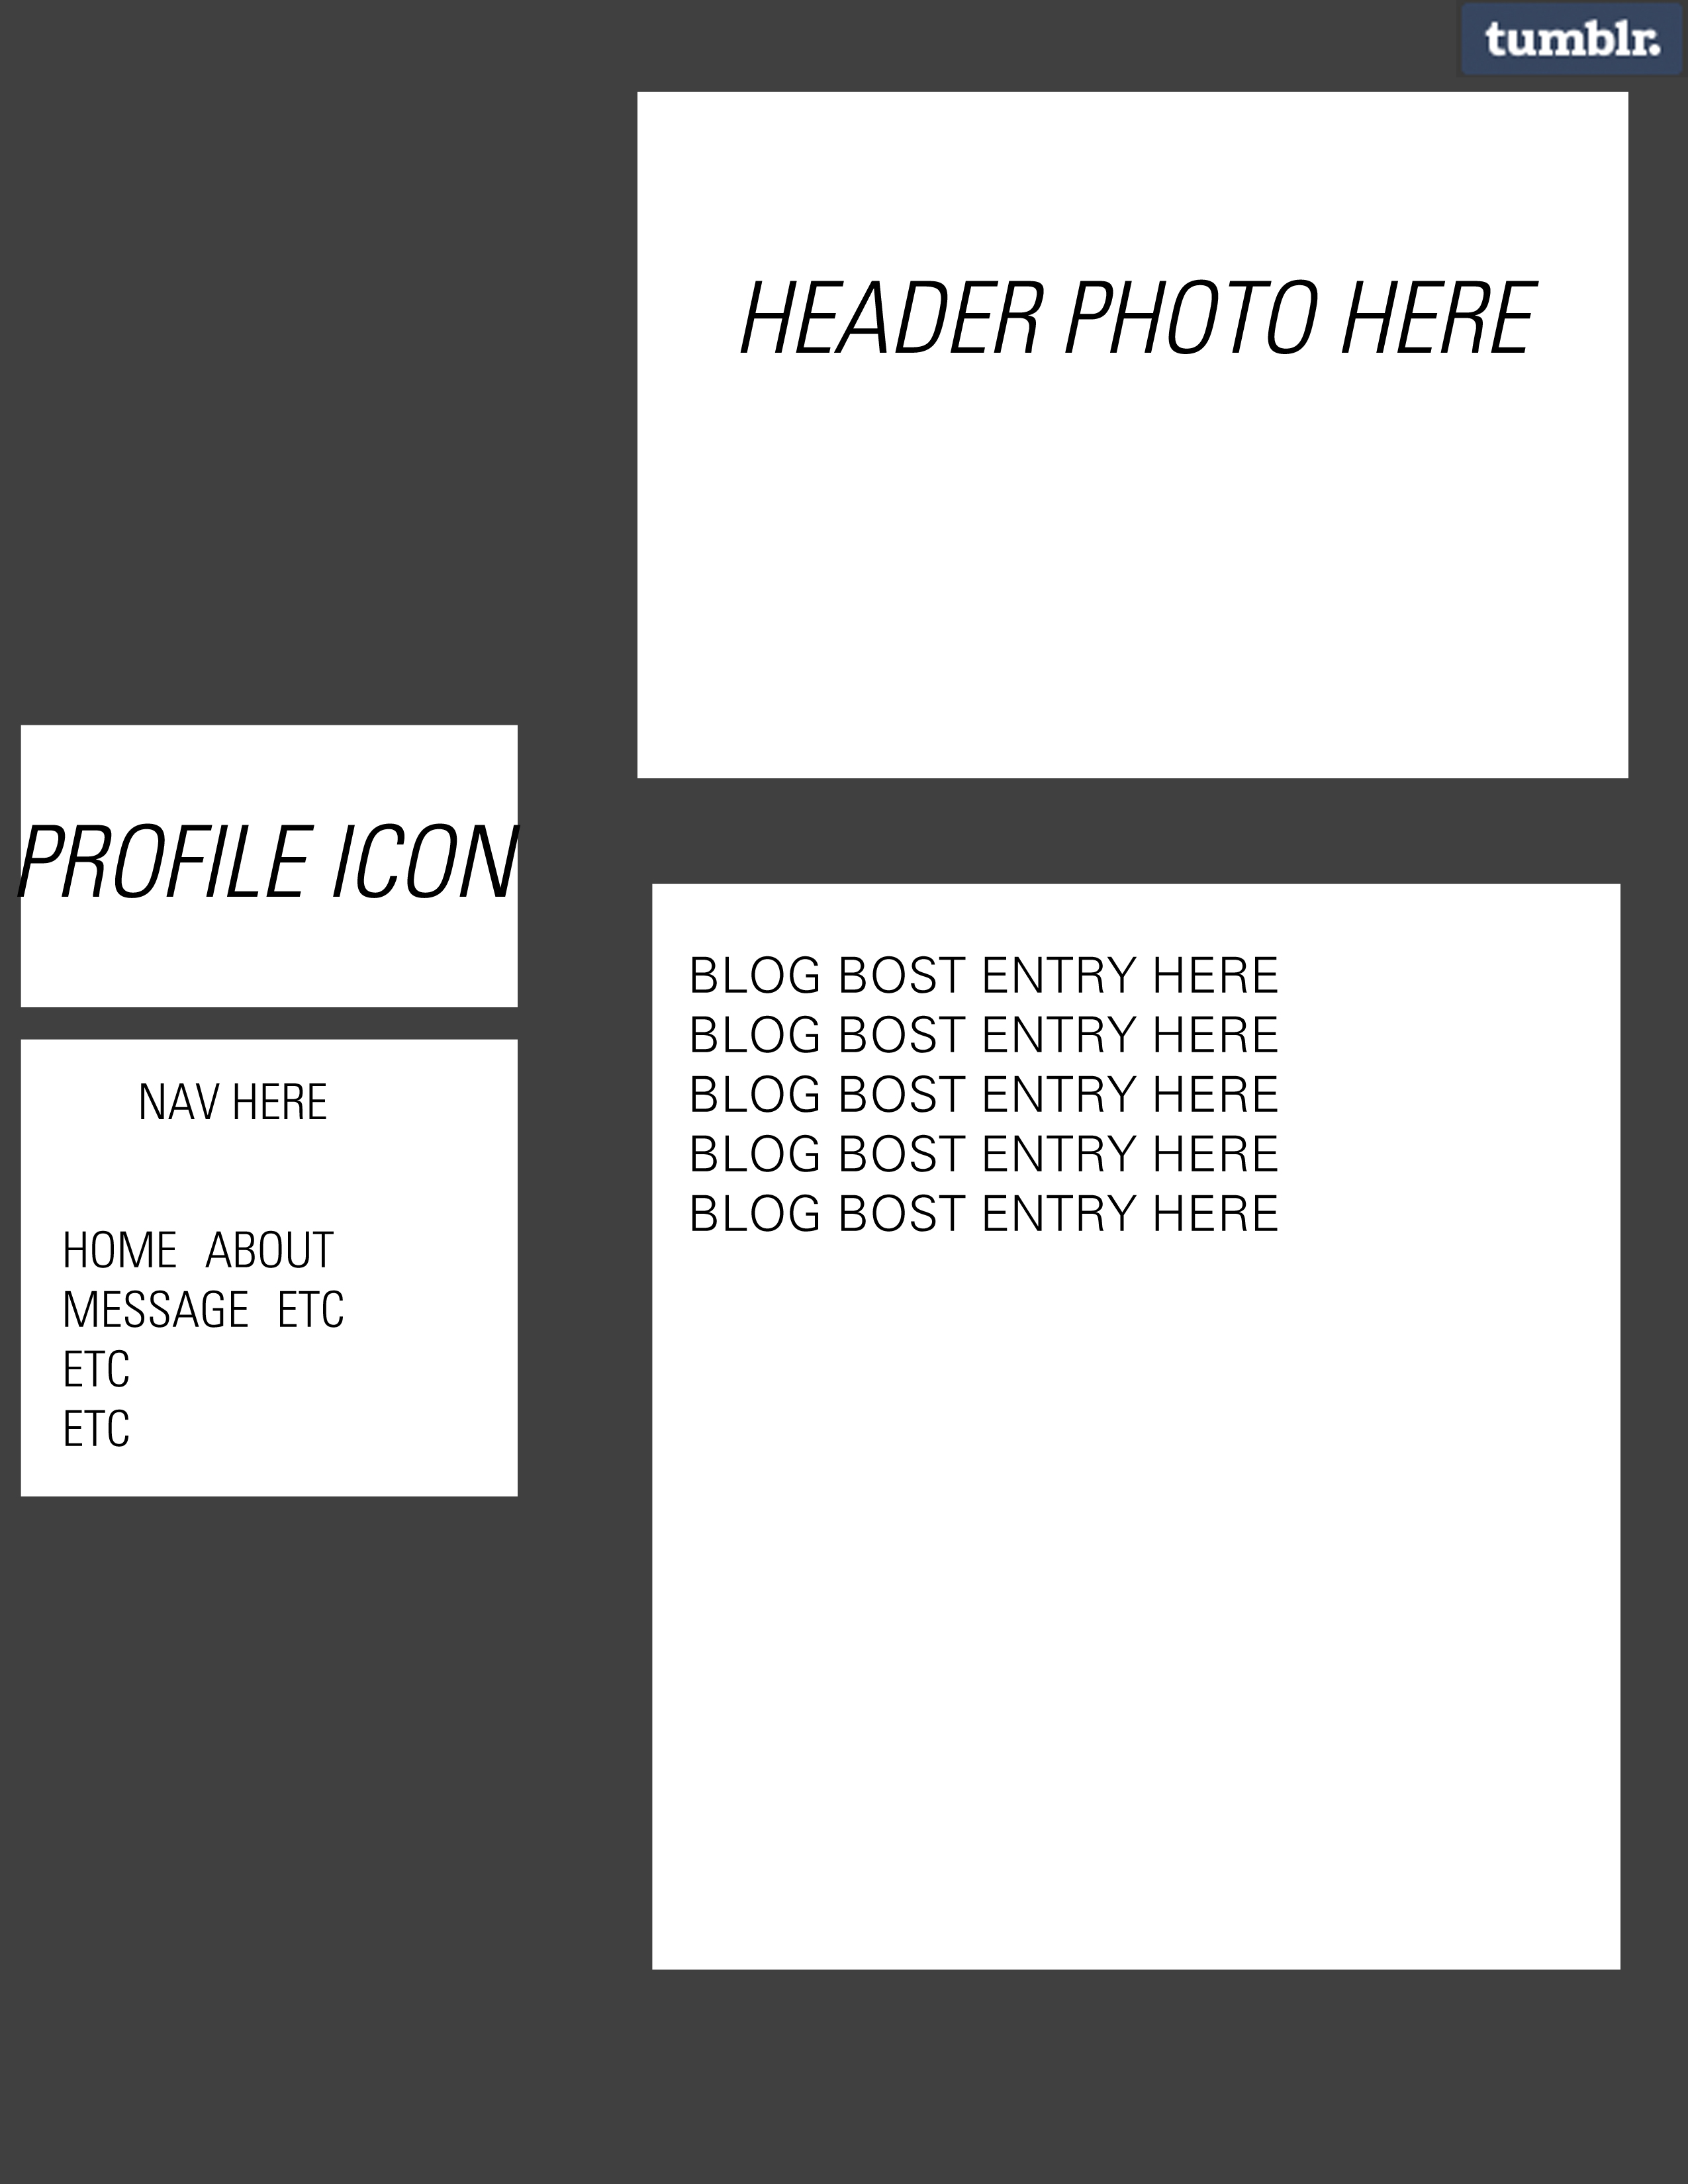 tumblr.
HEADER PHOTO HERE
PROFILE ICON
NAV HERE
HOME ABOUT
MESSAGE ETC
ETC
ETC
BLOG BOST ENTRY HERE
BLOG BOST ENTRY HERE
BLOG BOST ENTRY HERE
BLOG BOST ENTRY HERE
BLOG BOST ENTRY HERE